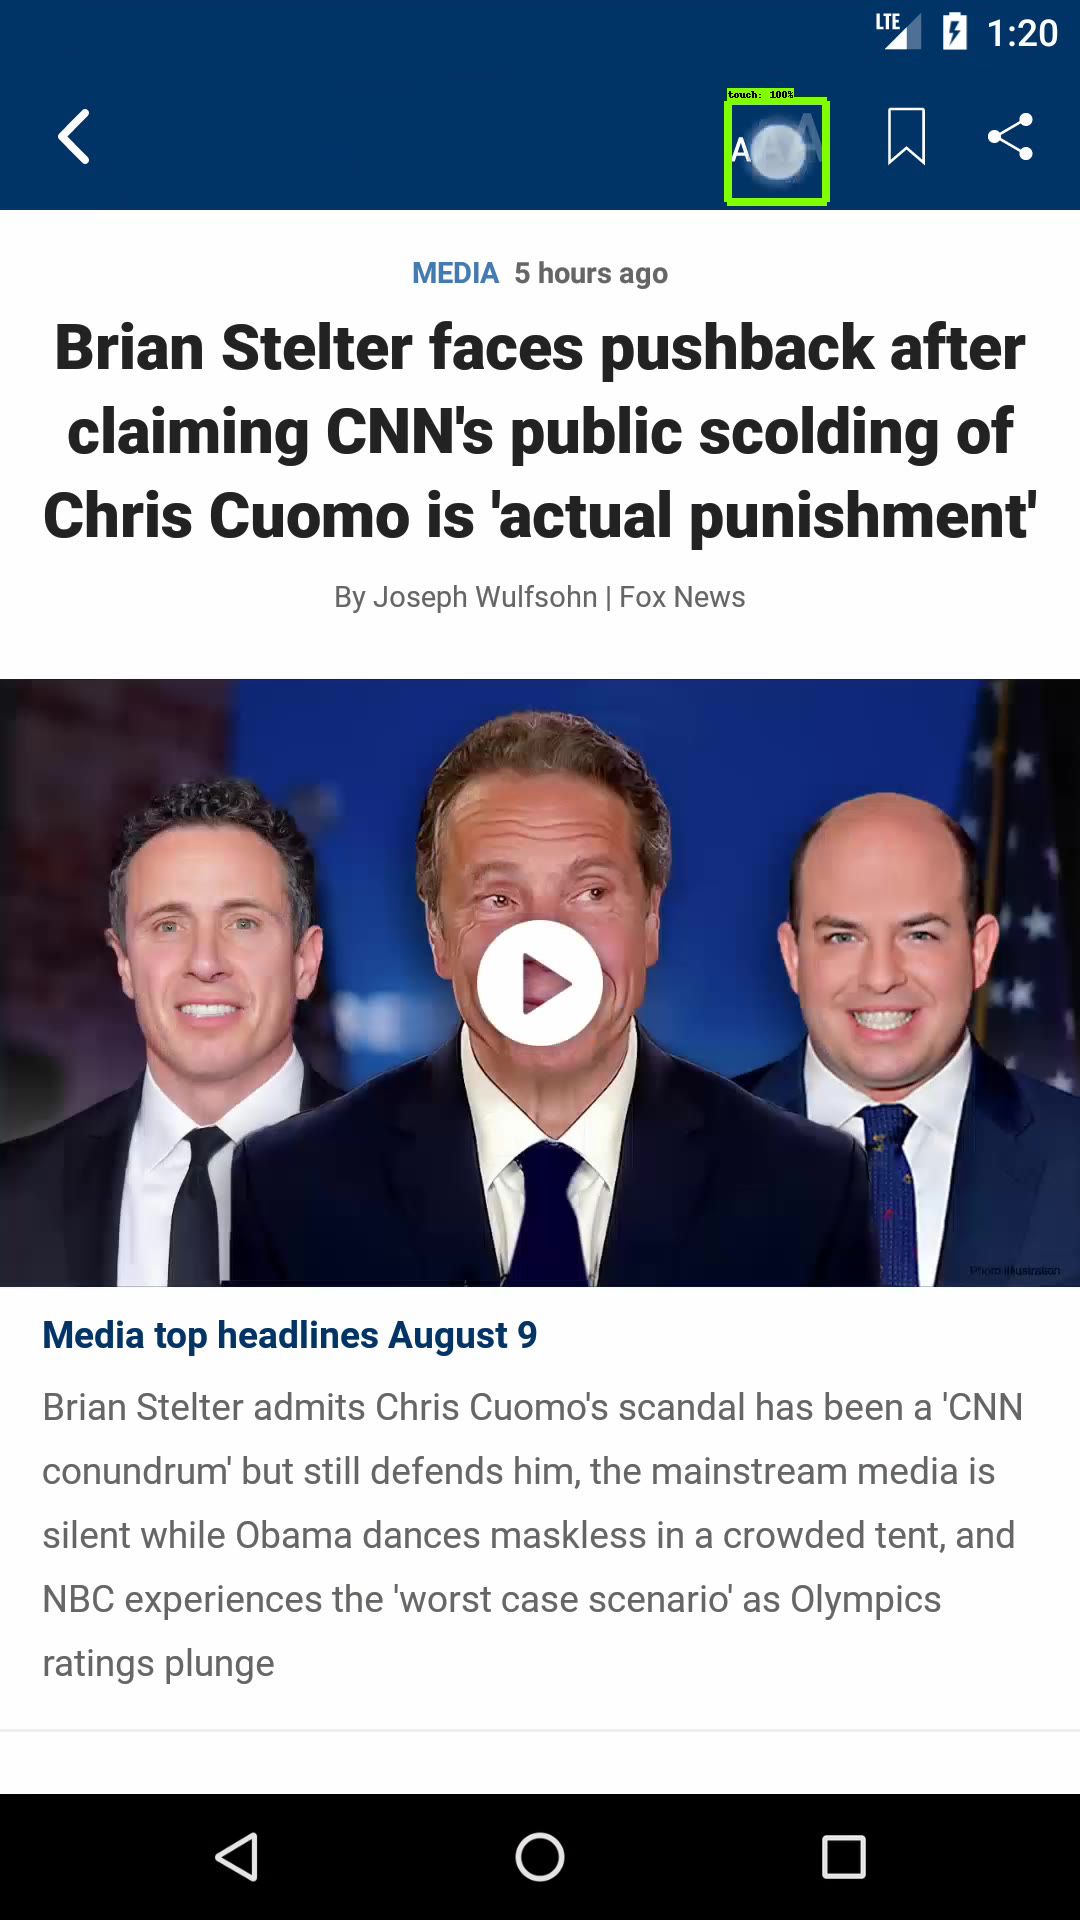 LTE 1:20
touch: 100%
A A A
MEDIA 5 hours ago
Brian Stelter faces pushback after
claiming CNN's public scolding of
Chris Cuomo is 'actual punishment'
By Joseph Wulfsohn | Fox News
Photo Illustration
Media top headlines August 9
Brian Stelter admits Chris Cuomo's scandal has been a 'CNN
conundrum' but still defends him, the mainstream media is
silent while Obama dances maskless in a crowded tent, and
NBC experiences the 'worst case scenario' as Olympics
ratings plunge